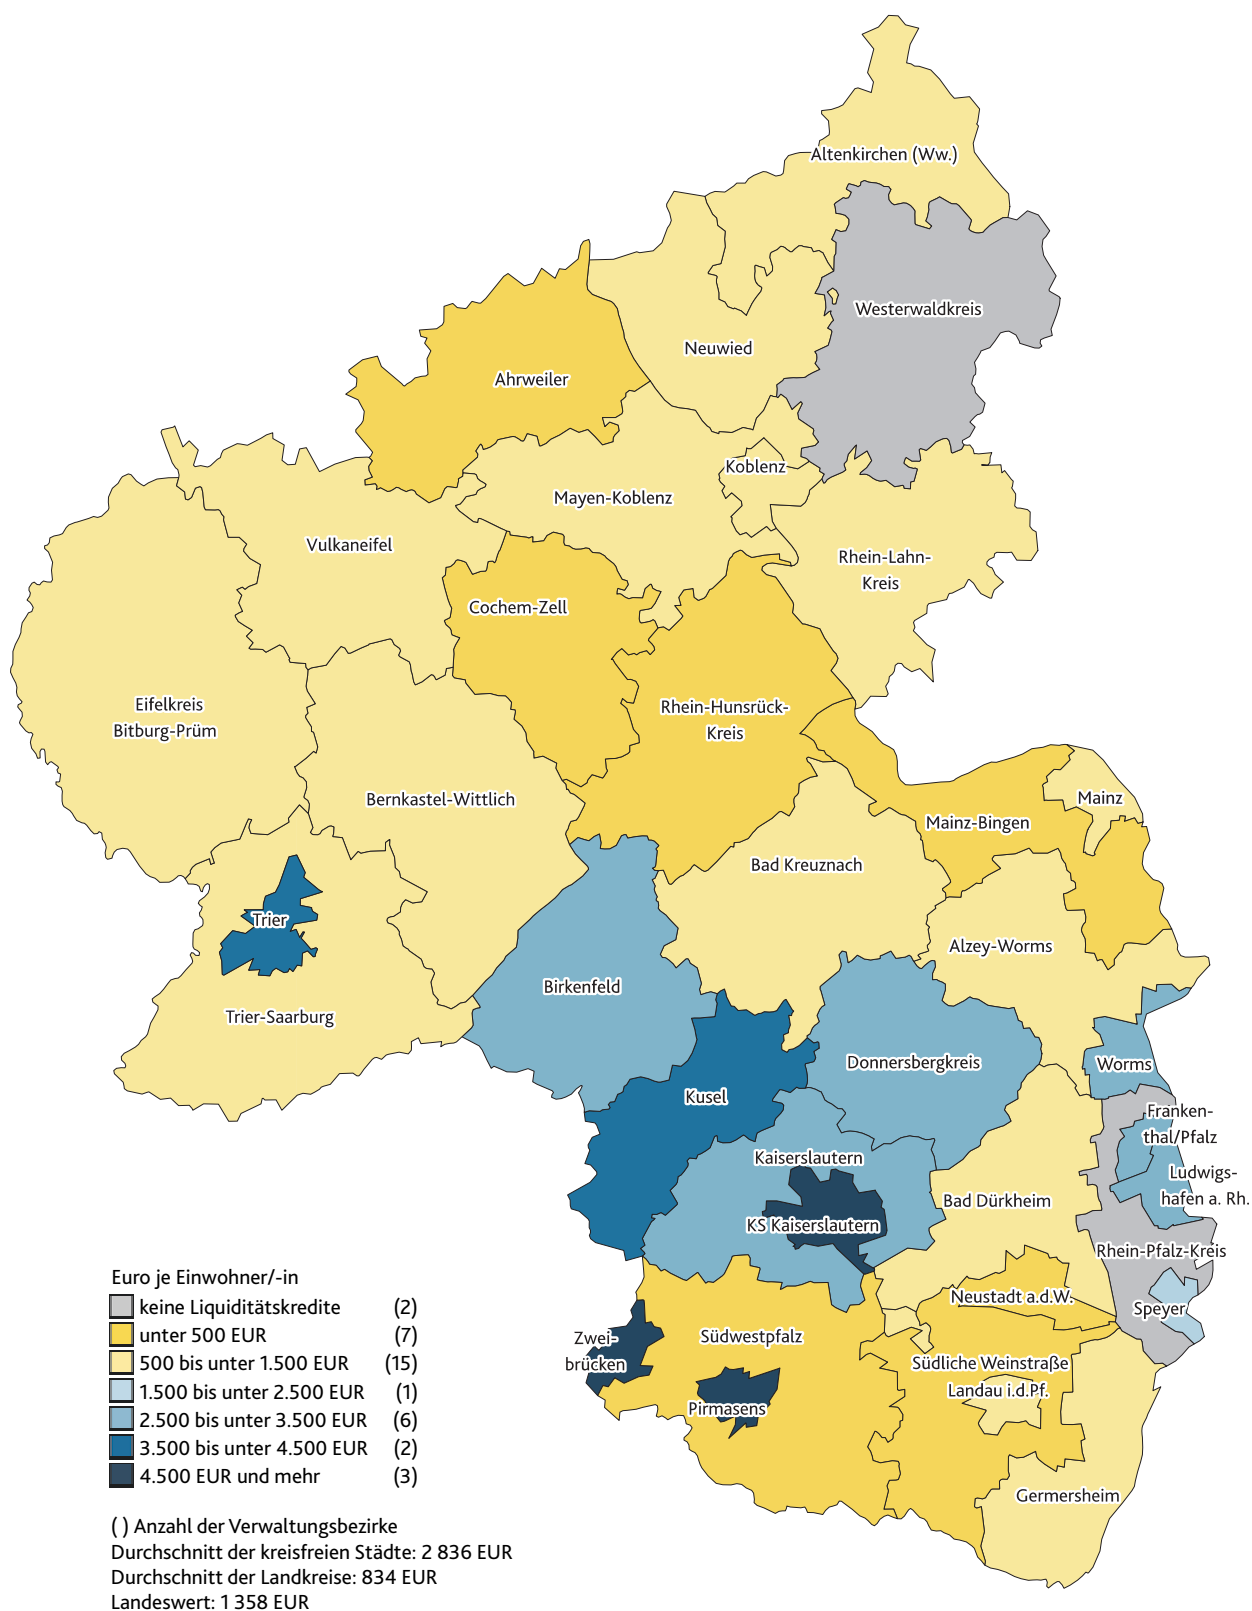 Altenkirchen (Ww.)
Westerwaldkreis
Neuwied
Ahrweiler
Koblenz
Mayen-Koblenz
Vulkaneifel
Rhein-Lahn-
Kreis
Cochem-Zell
Eifelkreis
Bitburg-Prüm
Rhein-Hunsrück-
Kreis
Bernkastel-Wittlich
Mainz
Mainz-Bingen
Bad Kreuznach
Trier
Alzey-Worms
Birkenfeld
Trier-Saarburg
Donnersbergkreis
Worms
Kusel
Franken-
thal/Pfalz
Kaiserslautern
Ludwigs-
hafen a. Rh.
Bad Dürkheim
KS Kaiserslautern
Rhein-Pfalz-Kreis
Neustadt a.d.W.
Speyer
Zwei-
brücken
Südwestpfalz
Südliche Weinstraße
Landau i.d.Pf.
Pirmasens
Germersheim
Euro je Einwohner/-in
keine Liquiditätskredite (2)
unter 500 EUR (7)
500 bis unter 1.500 EUR (15)
1.500 bis unter 2.500 EUR (1)
2.500 bis unter 3.500 EUR (6)
3.500 bis unter 4.500 EUR (2)
4.500 EUR und mehr (3)
( ) Anzahl der Verwaltungsbezirke
Durchschnitt der kreisfreien Städte: 2 836 EUR
Durchschnitt der Landkreise: 834 EUR
Landeswert: 1 358 EUR